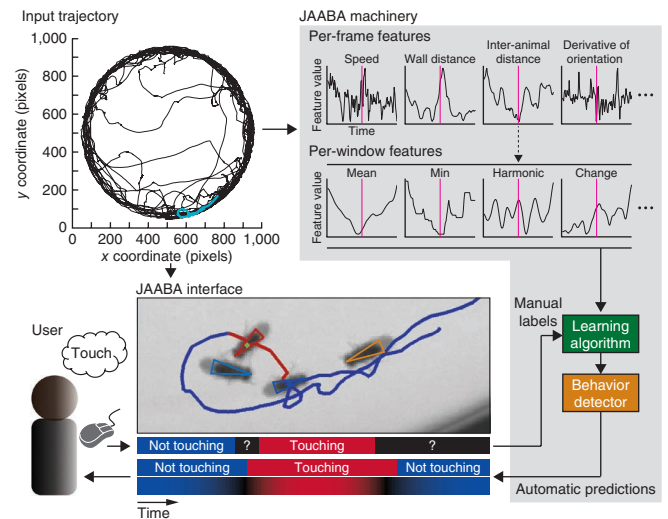 Input trajectory
JAABA machinery
Per-frame features
Speed
Wall distance
Inter-animal
distance
Derivative of
orientation
Feature value
Time
...
Per-window features
Mean
Min
Harmonic
Change
Feature value
...
y coordinate (pixels)
1,000
800
600
400
200
0
0
200
400
600
800
1,000
x coordinate (pixels)
JAABA interface
User
Touch
Manual
labels
Learning
algorithm
Behavior
detector
Not touching
?
Touching
?
Not touching
Touching
Not touching
Automatic predictions
Time